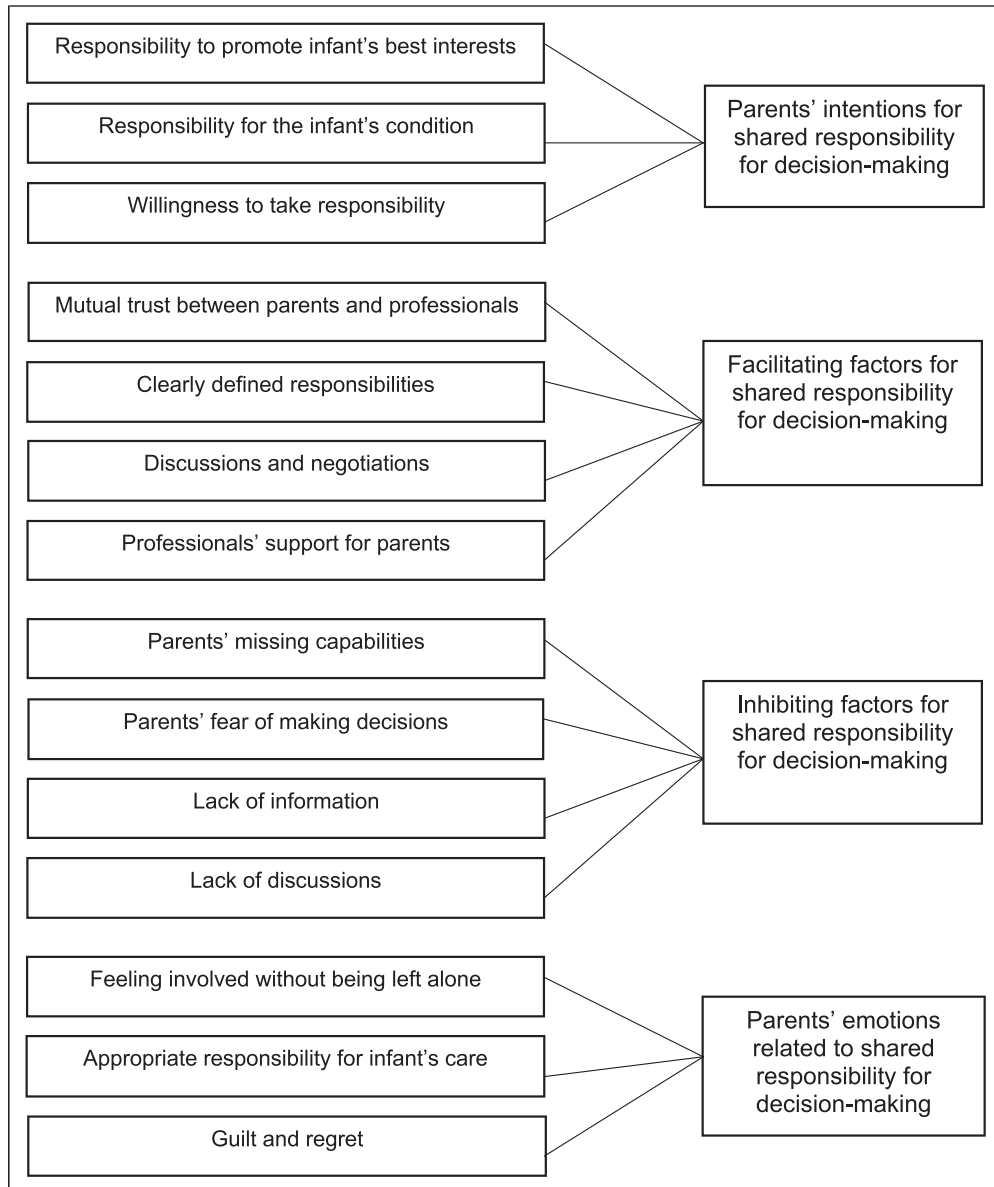 Responsibility to promote infant’s best interests
Responsibility for the infant’s condition
Willingness to take responsibility
Parents’ intentions for
shared responsibility
for decision-making
Mutual trust between parents and professionals
Clearly defined responsibilities
Discussions and negotiations
Professionals’ support for parents
Facilitating factors for
shared responsibility
for decision-making
Parents’ missing capabilities
Parents’ fear of making decisions
Lack of information
Lack of discussions
Inhibiting factors for
shared responsibility
for decision-making
Feeling involved without being left alone
Appropriate responsibility for infant’s care
Guilt and regret
Parents’ emotions
related to shared
responsibility for
decision-making